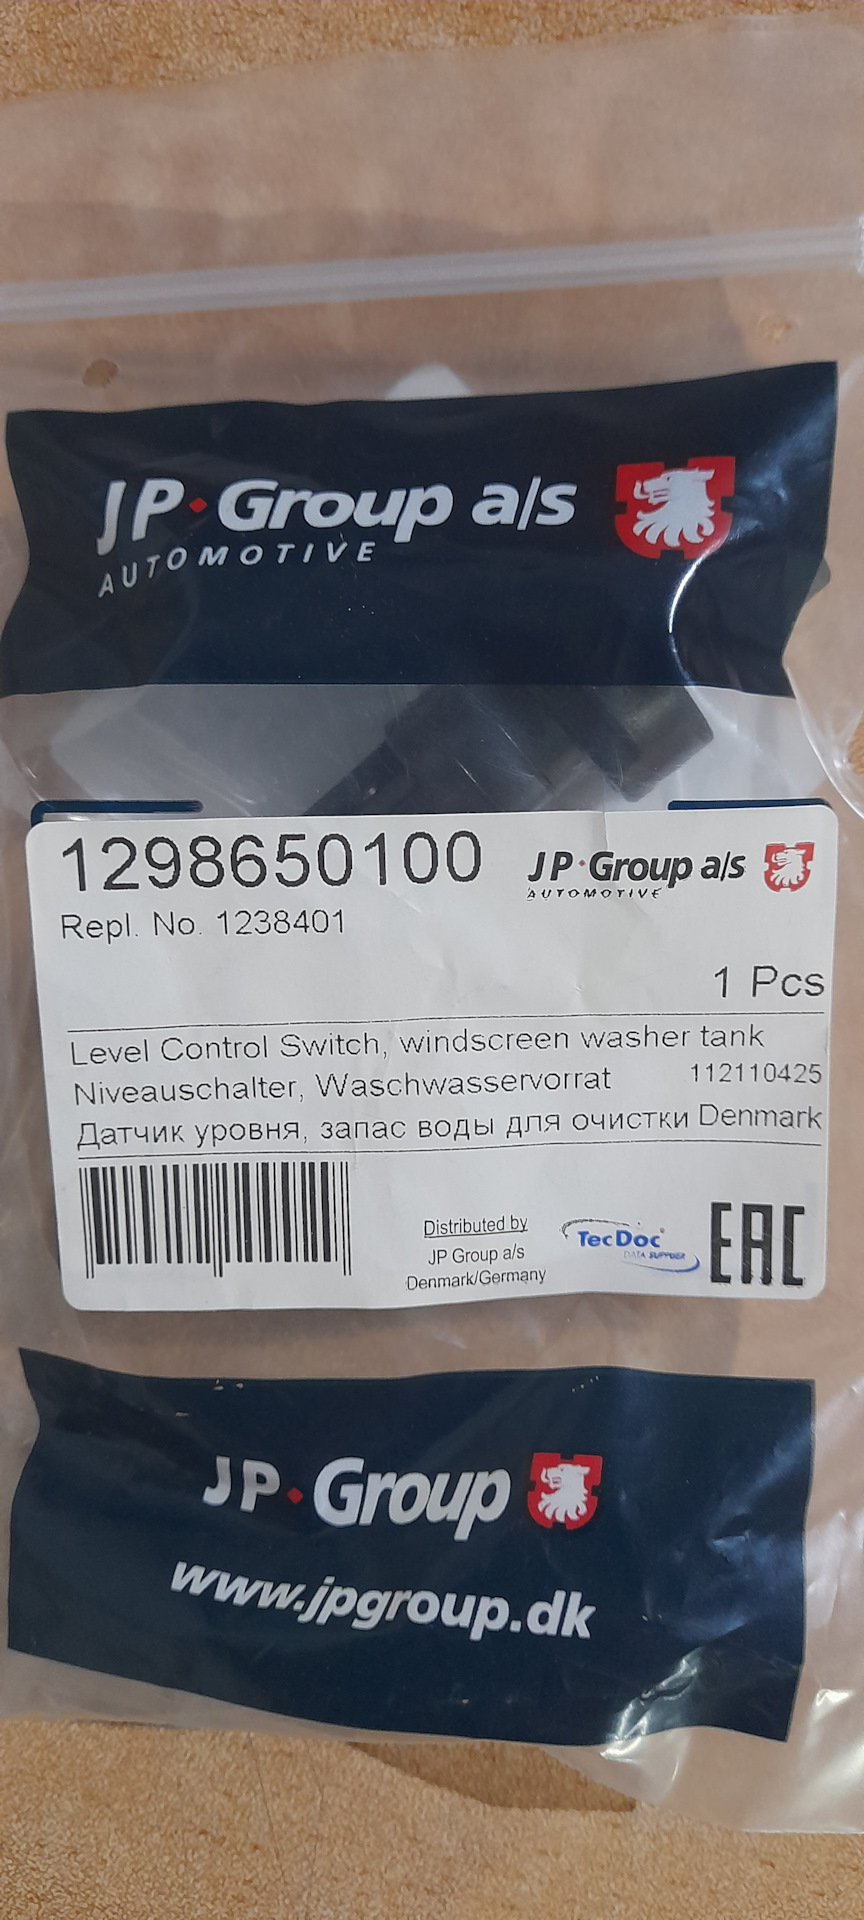 JP Group a/s
AUTOMOTIVE
1298650100
JP Group a/s
AUTOMOTIVE
Repl. No. 1238401
1 Pcs
Level Control Switch, windscreen washer tank
Niveauschalter, Waschwasservorrat 112110425
Датчик уровня, запас воды для очистки Denmark
Distributed by
JP Group a/s
Denmark/Germany
TecDoc
DATA SUPPLIER
EAC
JP Group
www.jpgroup.dk